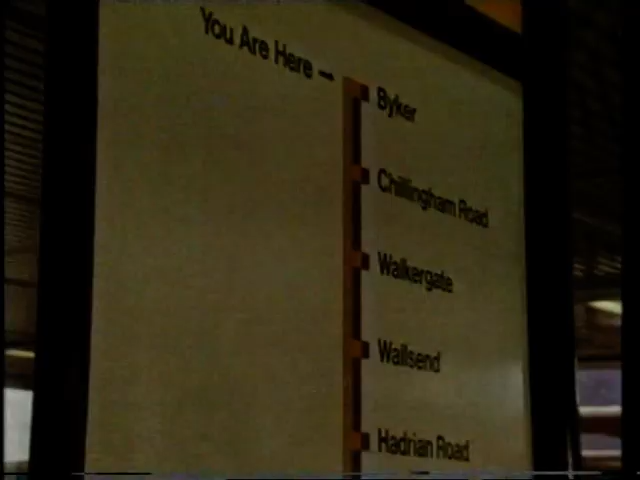 You Are Here →
Byker
Chillingham Road
Walkergate
Wallsend
Hadrian Road